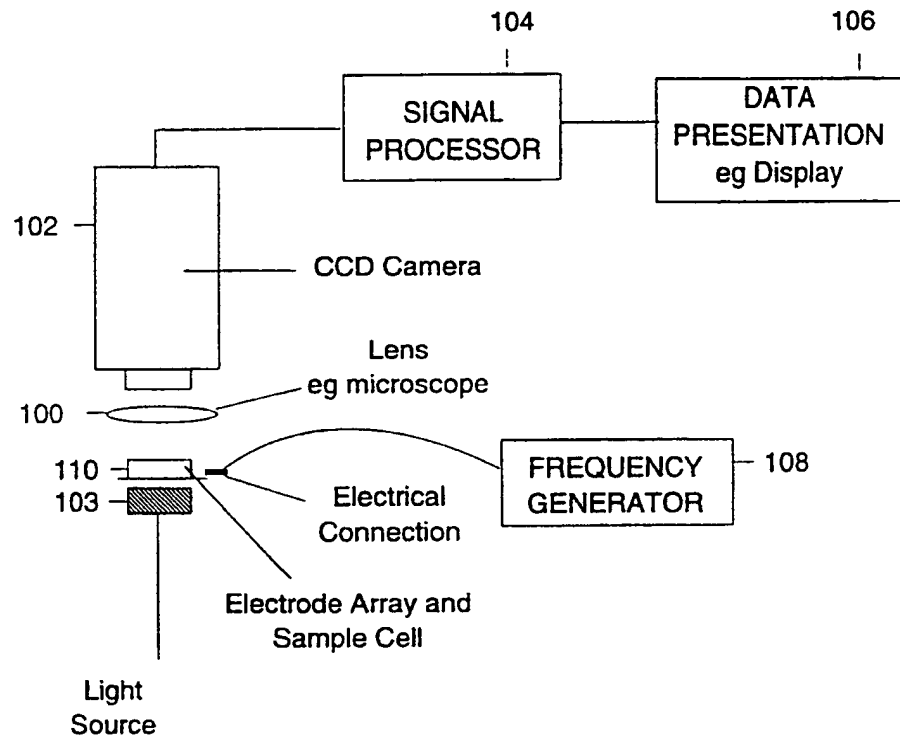 104
106
SIGNAL
PROCESSOR
DATA
PRESENTATION
eg Display
102
CCD Camera
Lens
eg microscope
100
110
103
FREQUENCY
GENERATOR
108
Electrical
Connection
Electrode Array and
Sample Cell
Light
Source